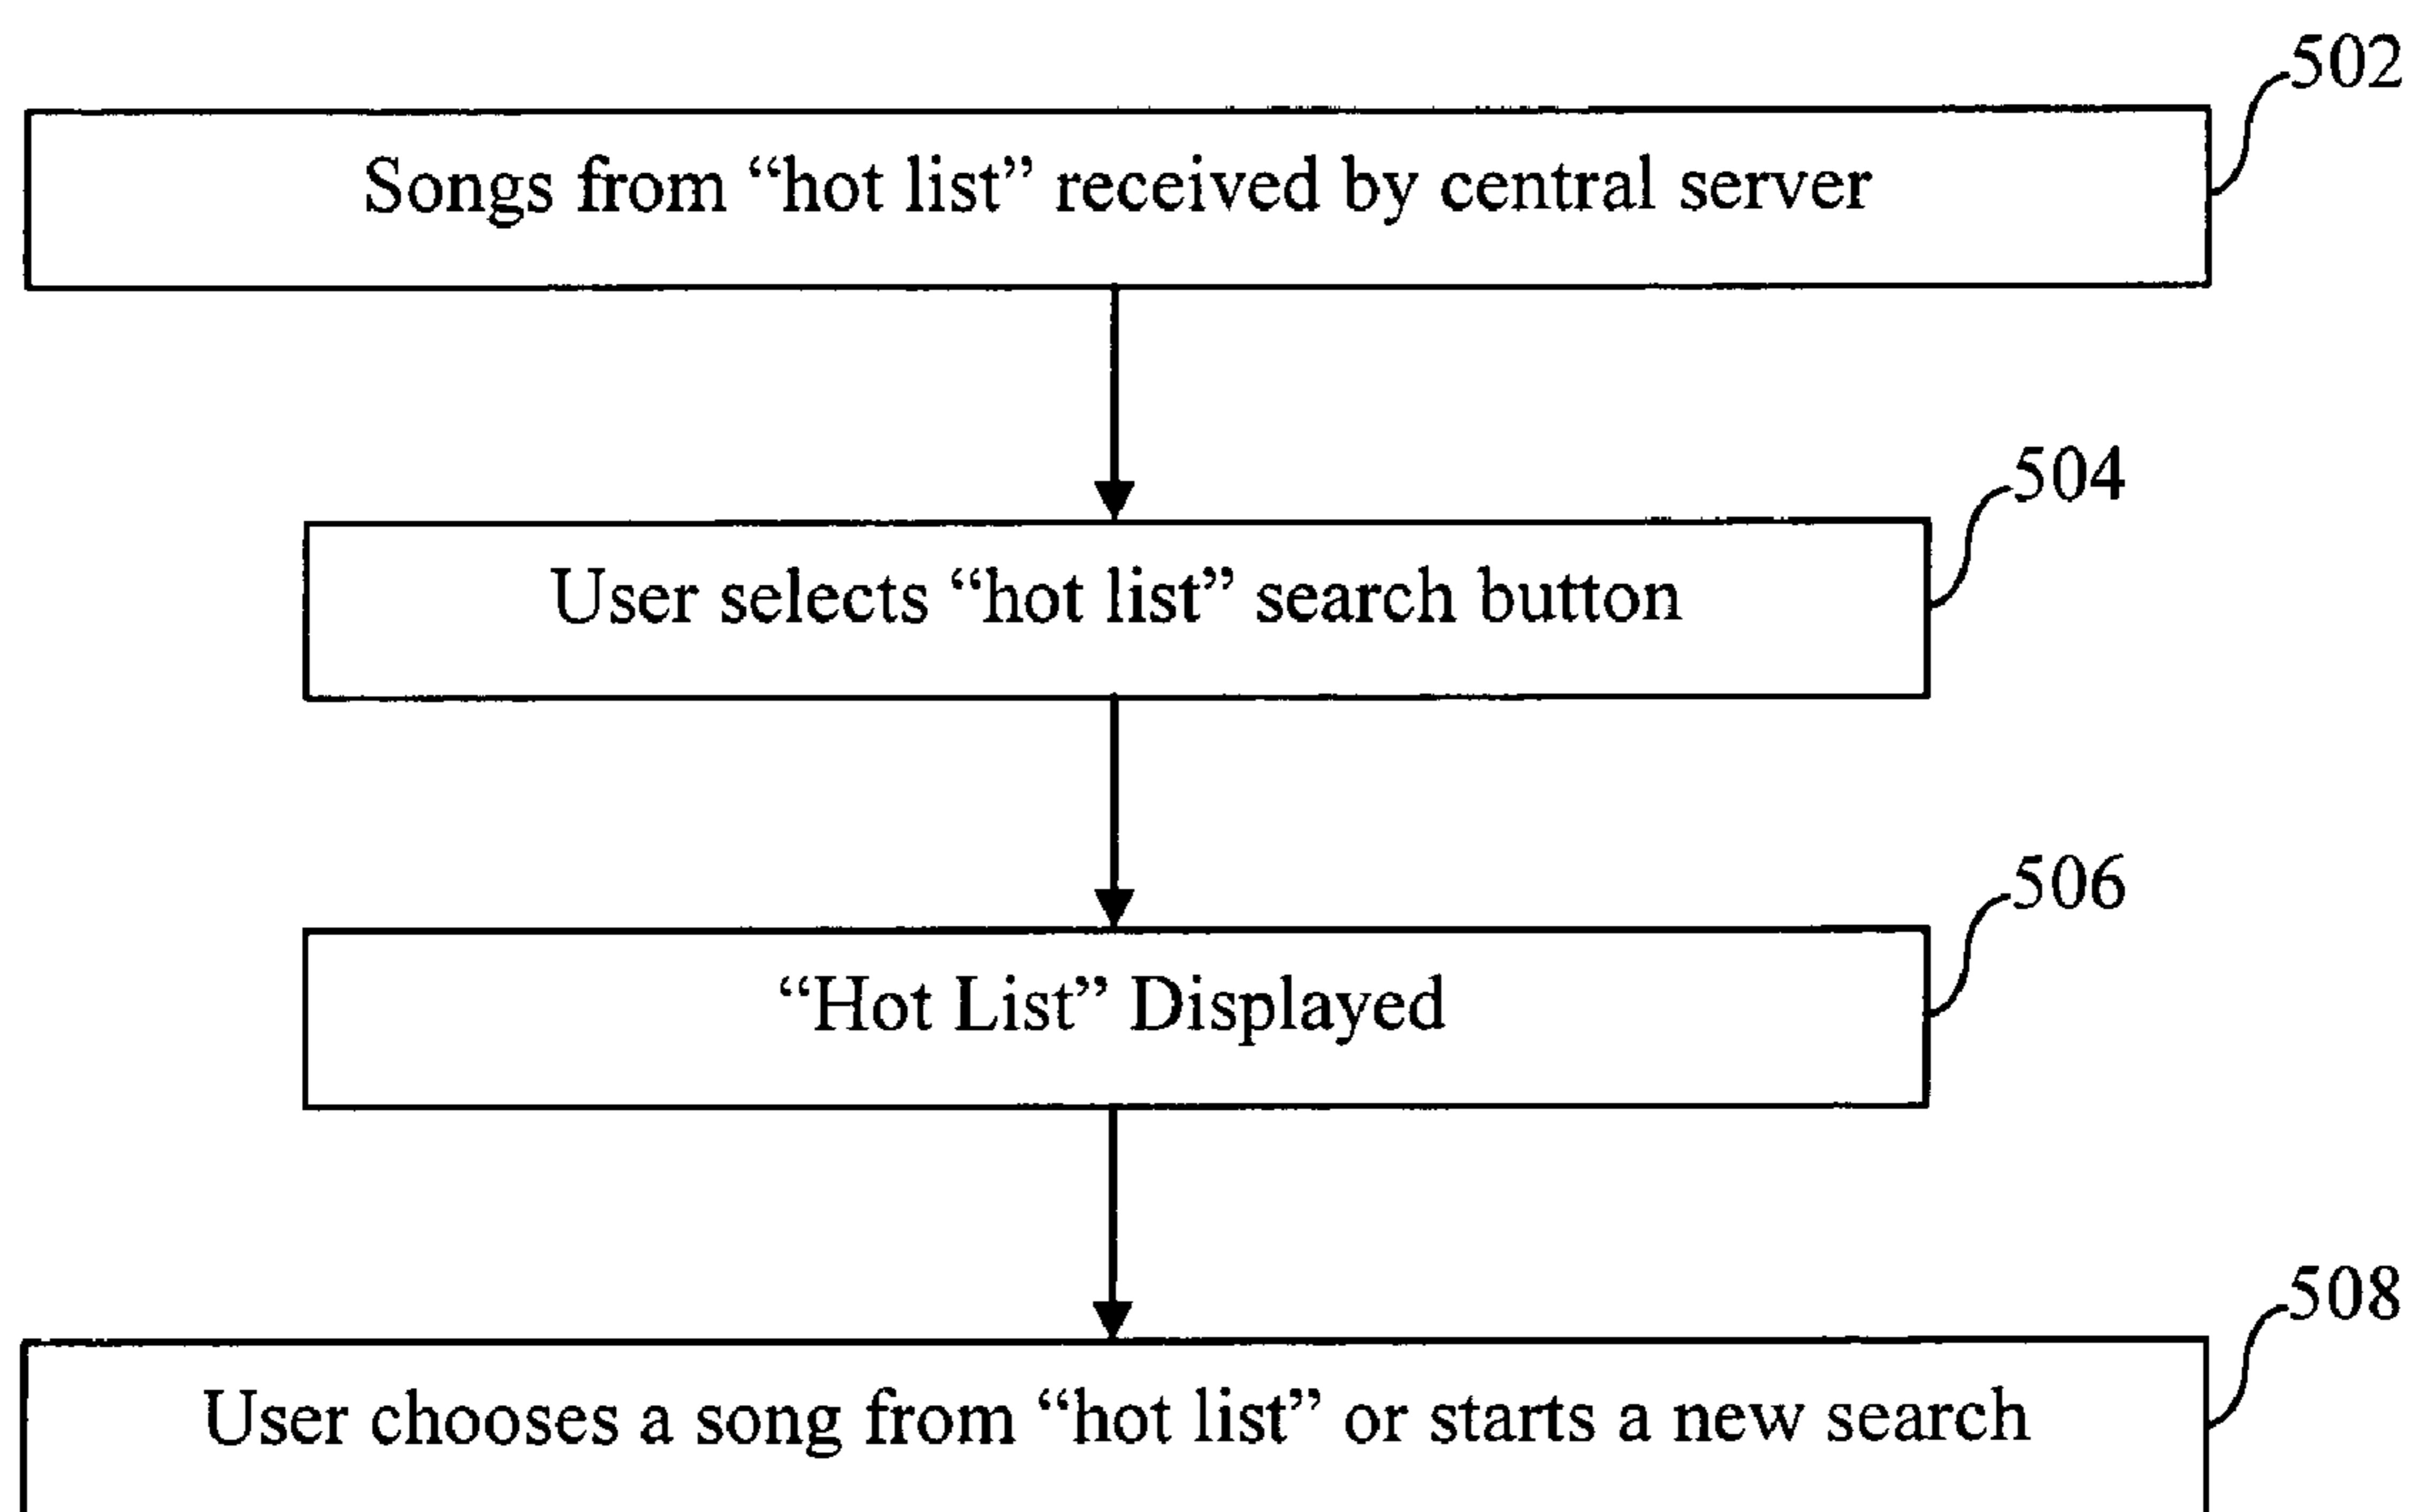 502
Songs from “hot list” received by central server
504
User selects “hot list” search button
506
“Hot List” Displayed
508
User chooses a song from “hot list” or starts a new search